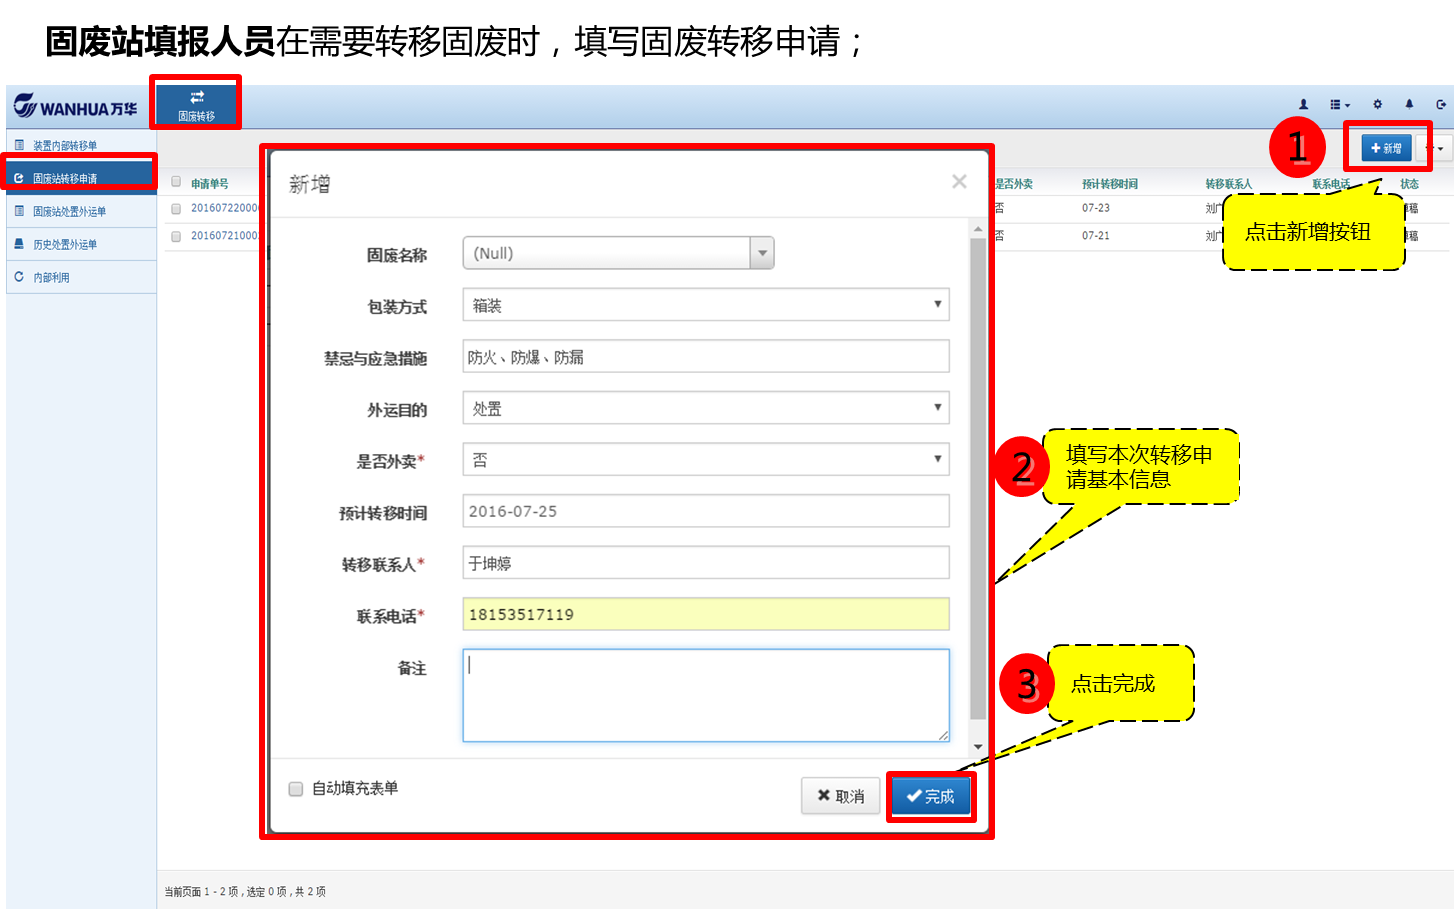 固废站填报人员在需要转移固废时，填写固废转移申请；
WANHUA万华
固废转移
装置内部转移单
固废站转移申请
固废站处置外运单
历史处置外运单
内部利用
1
新增
申请单号
是否外卖
预计转移时间
转移联系人
联系电话
状态
否
07-23
否
07-21
点击新增按钮
新增
固废名称
(Null)
包装方式
箱装
禁忌与应急措施
防火、防爆、防漏
外运目的
处置
是否外卖*
否
预计转移时间
2016-07-25
转移联系人*
于坤婷
联系电话*
18153517119
备注
自动填充表单
取消
完成
2
填写本次转移申
请基本信息
3
点击完成
当前页面 1 - 2 项，选定 0 项，共 2 项